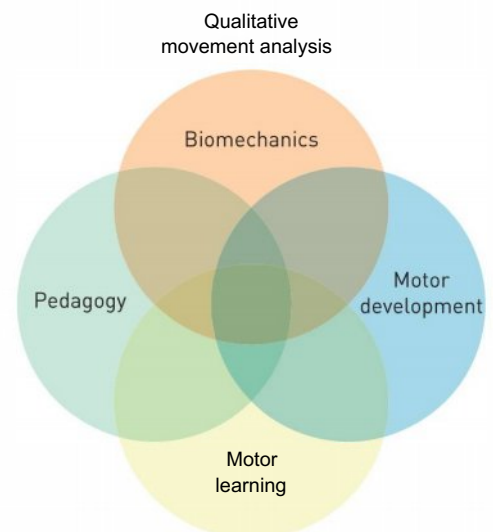 Qualitative
movement analysis
Biomechanics
Pedagogy
Motor
development
Motor
learning